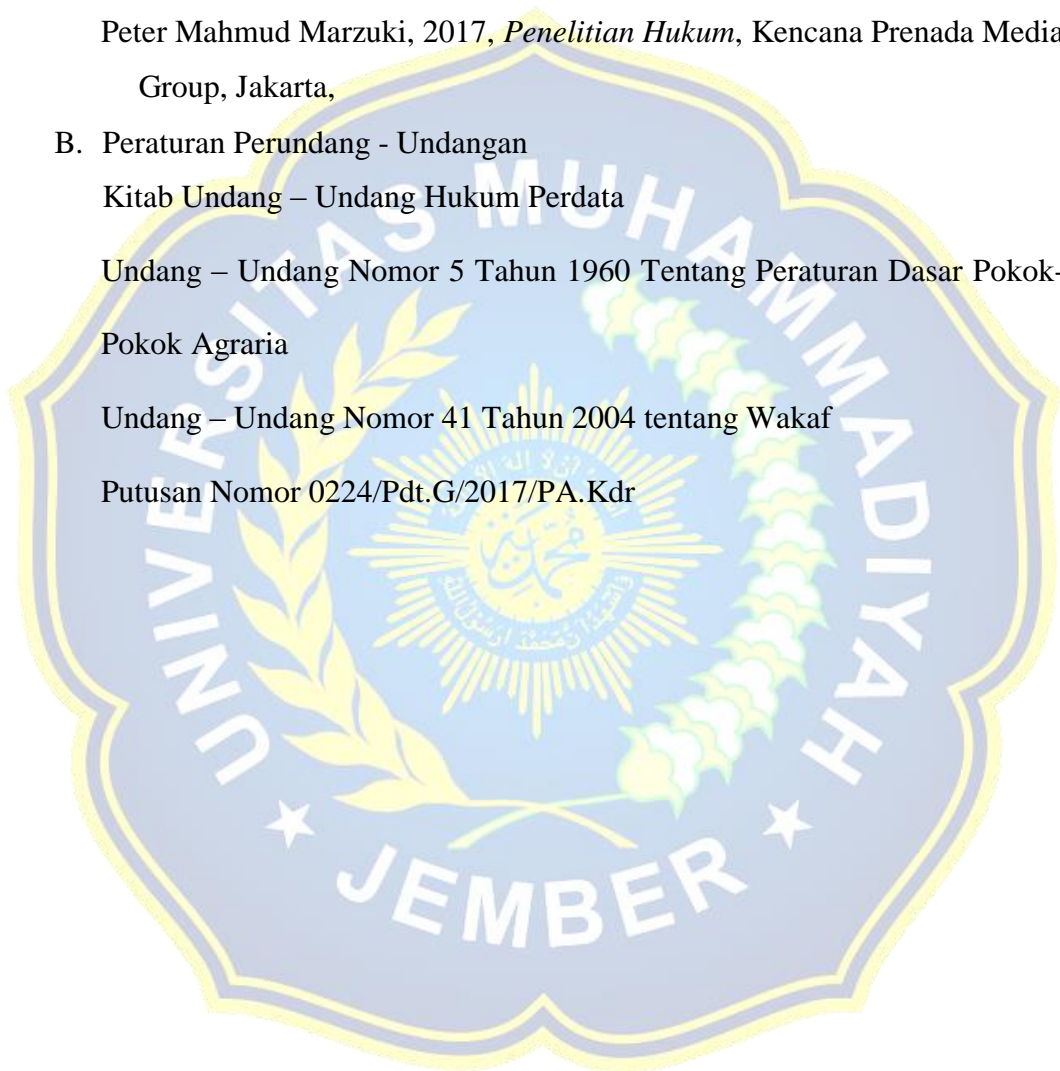 Peter Mahmud Marzuki, 2017, Penelitian Hukum, Kencana Prenada Media
Group, Jakarta,
B. Peraturan Perundang - Undangan
Kitab Undang – Undang Hukum Perdata
Undang – Undang Nomor 5 Tahun 1960 Tentang Peraturan Dasar Pokok-
Pokok Agraria
Undang – Undang Nomor 41 Tahun 2004 tentang Wakaf
Putusan Nomor 0224/Pdt.G/2017/PA.Kdr
UNIVERSITAS MUHAMMADIYAH
JEMBER